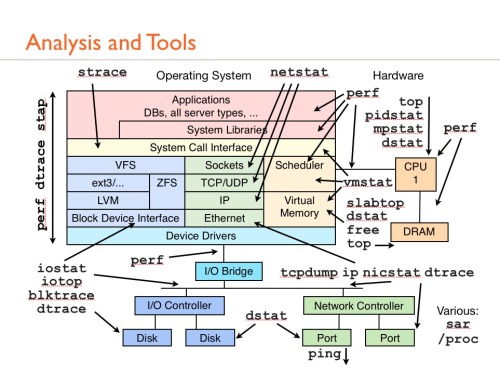 Analysis and Tools
strace
Operating System
netstat
Hardware
perf
Applications
DBs, all server types, ...
System Libraries
System Call Interface
VFS
Sockets
Scheduler
ext3/...
ZFS
TCP/UDP
LVM
IP
Virtual
Memory
Block Device Interface
Ethernet
Device Drivers
perf dtrace stap
top
pidstat
mpstat
dstat
perf
CPU
1
vmstat
slabtop
dstat
free
top
DRAM
iostat
iotop
blktrace
dtrace
perf
I/O Bridge
tcpdump ip nicstat dtrace
I/O Controller
Network Controller
Disk
Disk
dstat
Port
Port
ping
Various:
sar
/proc